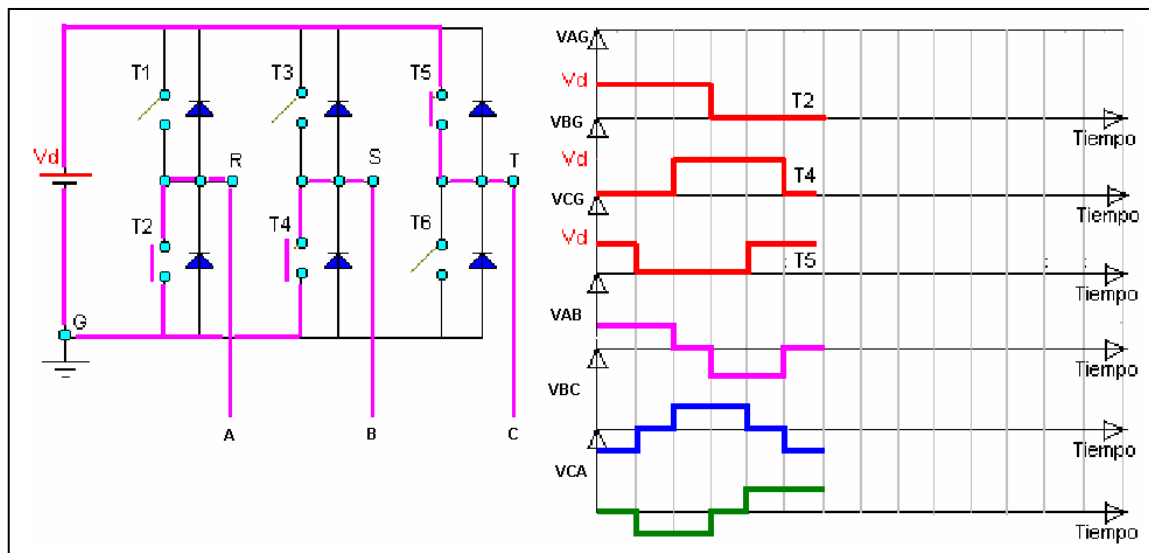 T1
T3
T5
Vd
R
S
T
T2
T4
T6
G
A
B
C
VAG
Vd
T2
Tiempo
VBG
Vd
T4
Tiempo
VCG
Vd
T5
Tiempo
VAB
Tiempo
VBC
Tiempo
VCA
Tiempo